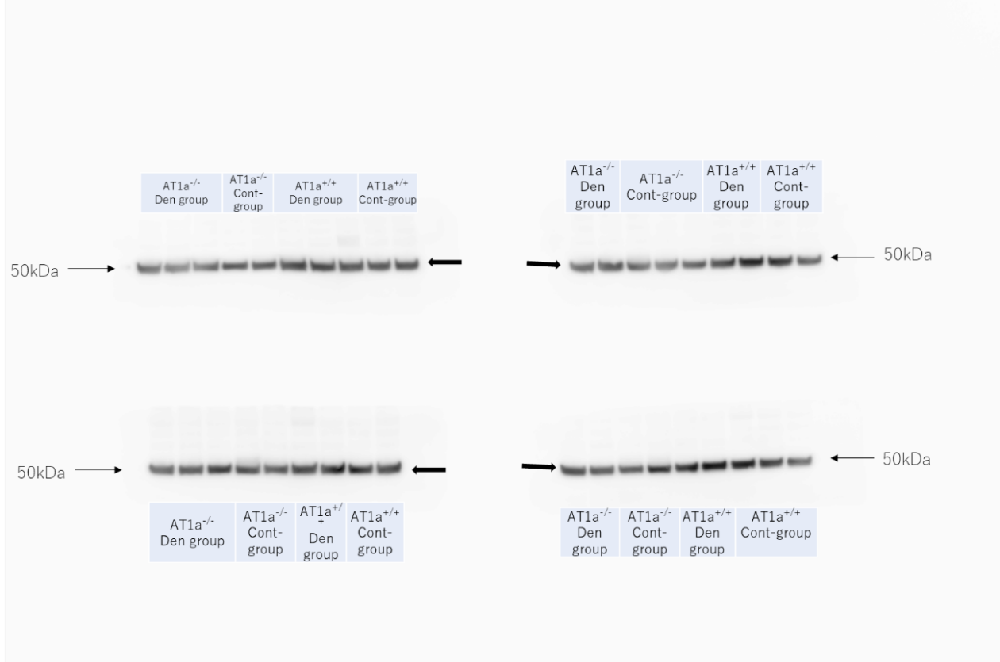 AT1a-/-
Den group
AT1a-/-
Cont-
group
AT1a+/+
Den group
AT1a+/+
Cont-group
50kDa
AT1a-/-
Den
group
AT1a-/-
Cont-group
AT1a+/+
Den
group
AT1a+/+
Cont-
group
50kDa
50kDa
AT1a-/-
Den group
AT1a-/-
Cont-
group
AT1a+/
+
Den
group
AT1a+/+
Cont-
group
50kDa
AT1a-/-
Den
group
AT1a-/-
Cont-
group
AT1a+/+
Den
group
AT1a+/+
Cont-group